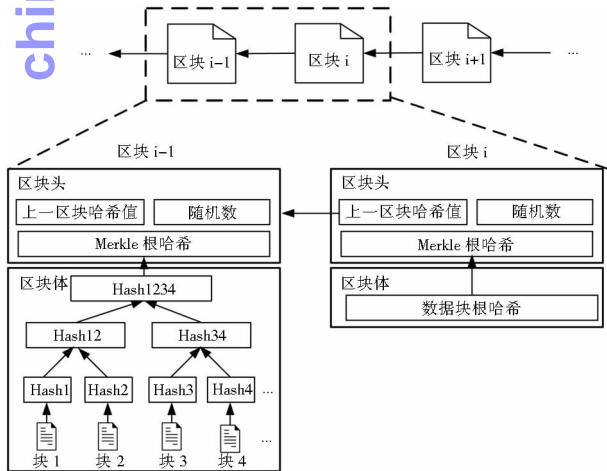 chin
... 区块 i-1 区块 i 区块 i+1 ...
区块 i-1 区块 i
区块头 区块头
上一区块哈希值 随机数 上一区块哈希值 随机数
Merkle 根哈希 Merkle 根哈希
区块体 Hash1234 区块体
数据块根哈希
Hash12 Hash34
Hash1 Hash2 Hash3 Hash4 ...
...
块 1 块 2 块 3 块 4